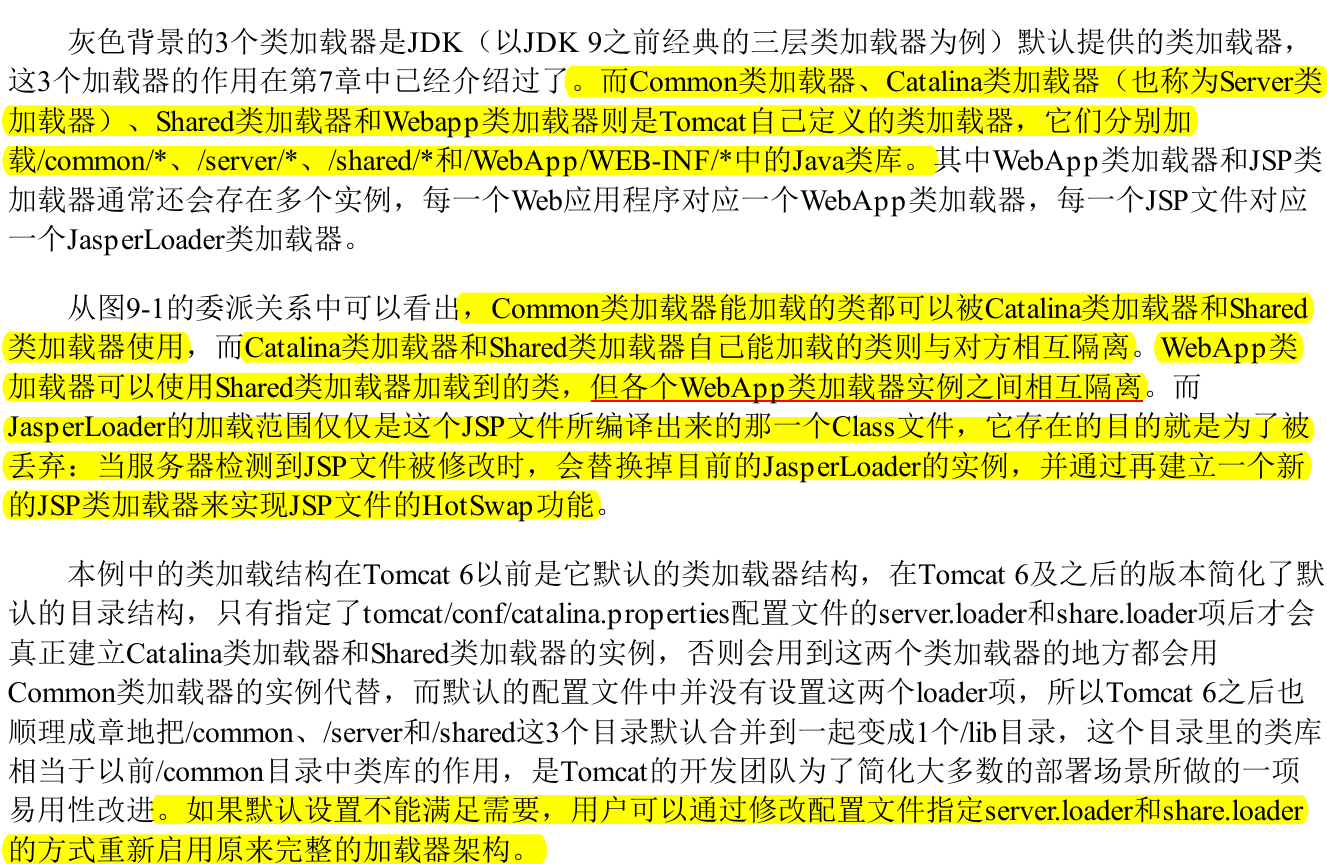 灰色背景的3个类加载器是JDK（以JDK 9之前经典的三层类加载器为例）默认提供的类加载器，
这3个加载器的作用在第7章中已经介绍过了。而Common类加载器、Catalina类加载器（也称为Server类
加载器）、Shared类加载器和Webapp类加载器则是Tomcat自己定义的类加载器，它们分别加
载/common/*、/server/*、/shared/*和/WebApp/WEB-INF/*中的Java类库。其中WebApp类加载器和JSP类
加载器通常还会存在多个实例，每一个Web应用程序对应一个WebApp类加载器，每一个JSP文件对应
一个JasperLoader类加载器。
从图9-1的委派关系中可以看出，Common类加载器能加载的类都可以被Catalina类加载器和Shared
类加载器使用，而Catalina类加载器和Shared类加载器自己能加载的类则与对方相互隔离。WebApp类
加载器可以使用Shared类加载器加载到的类，但各个WebApp类加载器实例之间相互隔离。而
JasperLoader的加载范围仅仅是这个JSP文件所编译出来的那一个Class文件，它存在的目的就是为了被
丢弃：当服务器检测到JSP文件被修改时，会替换掉目前的JasperLoader的实例，并通过再建立一个新
的JSP类加载器来实现JSP文件的HotSwap功能。
本例中的类加载结构在Tomcat 6以前是它默认的类加载器结构，在Tomcat 6及之后的版本简化了默
认的目录结构，只有指定了tomcat/conf/catalina.properties配置文件的server.loader和share.loader项后才会
真正建立Catalina类加载器和Shared类加载器的实例，否则会用到这两个类加载器的地方都会用
Common类加载器的实例代替，而默认的配置文件中并没有设置这两个loader项，所以Tomcat 6之后也
顺理成章地把/common、/server和/shared这3个目录默认合并到一起变成1个/lib目录，这个目录里的类库
相当于以前/common目录中类库的作用，是Tomcat的开发团队为了简化大多数的部署场景所做的一项
易用性改进。如果默认设置不能满足需要，用户可以通过修改配置文件指定server.loader和share.loader
的方式重新启用原来完整的加载器架构。